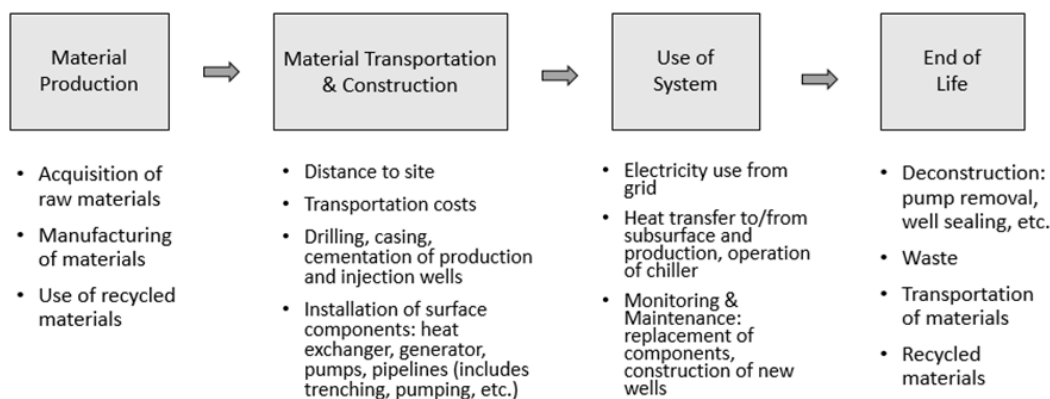 Material
Production
Material Transportation
& Construction
Use of
System
End of
Life
• Acquisition of
raw materials
• Manufacturing
of materials
• Use of recycled
materials
• Distance to site
• Transportation costs
• Drilling, casing,
cementation of production
and injection wells
• Installation of surface
components: heat
exchanger, generator,
pumps, pipelines (includes
trenching, pumping, etc.)
• Electricity use from
grid
• Heat transfer to/from
subsurface and
production, operation
of chiller
• Monitoring &
Maintenance:
replacement of
components,
construction of new
wells
• Deconstruction:
pump removal,
well sealing, etc.
• Waste
• Transportation
of materials
• Recycled
materials